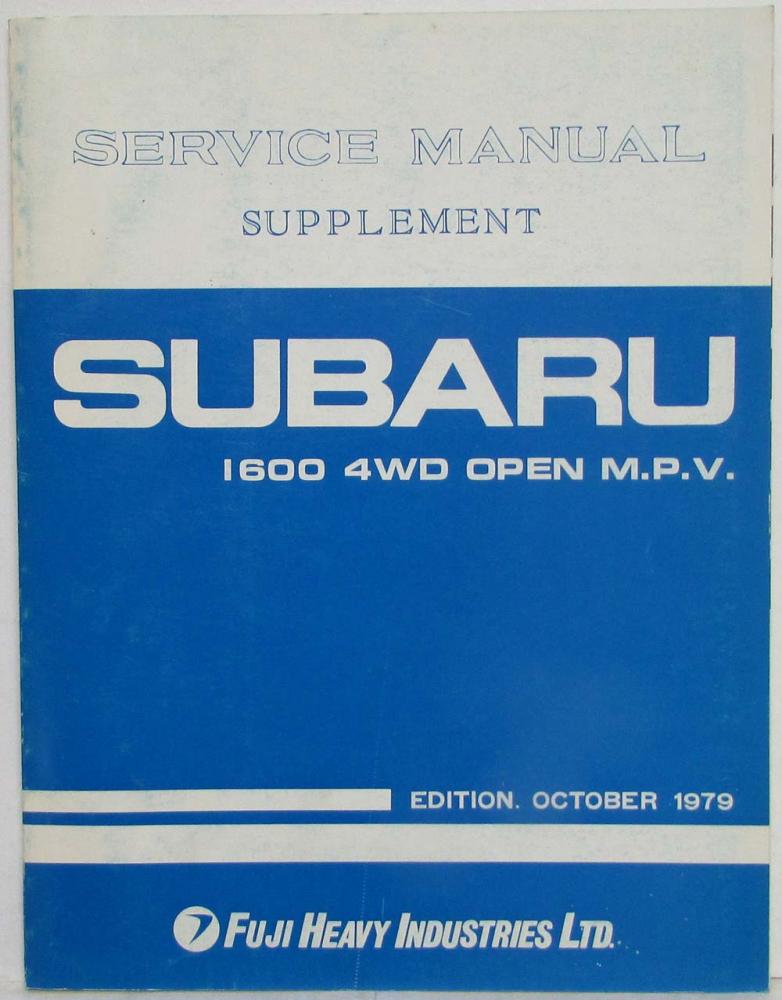 SERVICE MANUAL
SUPPLEMENT
SUBARU
1600 4WD OPEN M.P.V.
EDITION. OCTOBER 1979
FUJI HEAVY INDUSTRIES LTD.